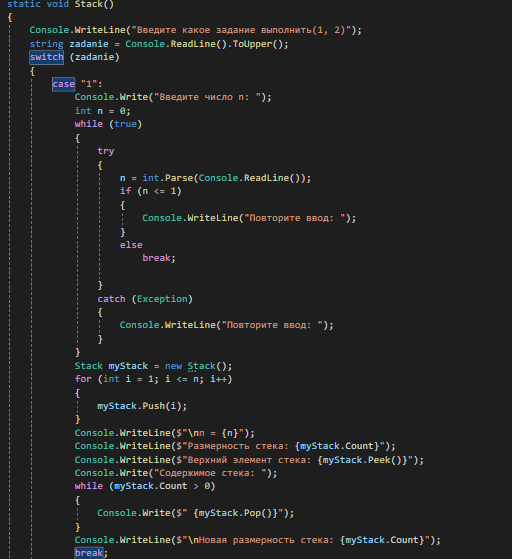 static void Stack()
{
Console.WriteLine("Введите какое задание выполнить(1, 2)");
string zadanie = Console.ReadLine().ToUpper();
switch (zadanie)
{
case "1":
Console.Write("Введите число n: ");
int n = 0;
while (true)
{
try
{
n = int.Parse(Console.ReadLine());
if (n <= 1)
{
Console.WriteLine("Повторите ввод: ");
}
else
break;
}
catch (Exception)
{
Console.WriteLine("Повторите ввод: ");
}
}
Stack myStack = new Stack();
for (int i = 1; i <= n; i++)
{
myStack.Push(i);
}
Console.WriteLine($"\nn = {n}");
Console.WriteLine($"Размерность стека: {myStack.Count}");
Console.WriteLine($"Верхний элемент стека: {myStack.Peek()}");
Console.Write("Содержимое стека: ");
while (myStack.Count > 0)
{
Console.Write($" {myStack.Pop()}");
}
Console.WriteLine($"\nНовая размерность стека: {myStack.Count}");
break;